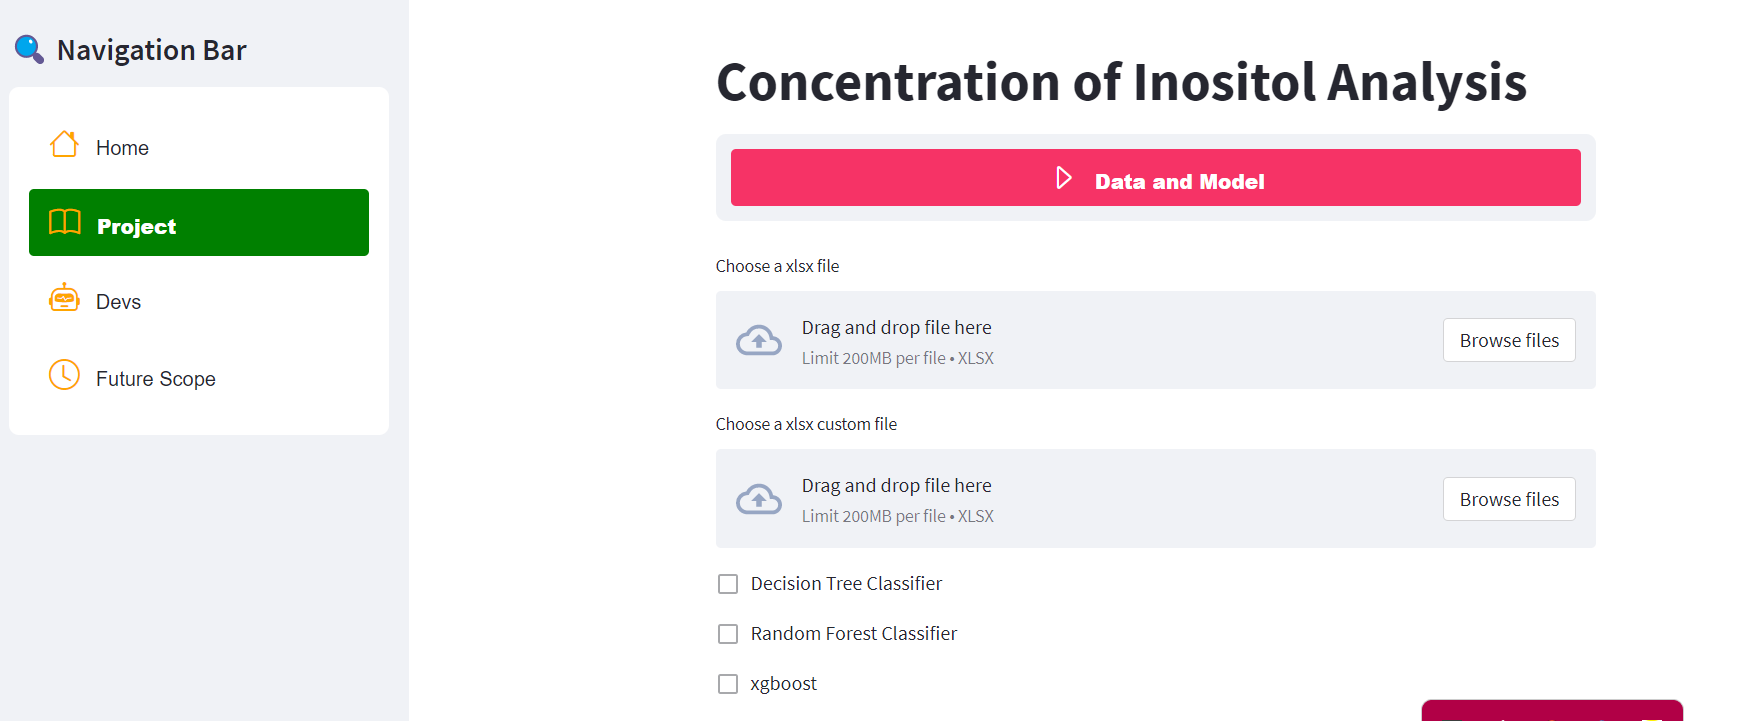 Navigation Bar
Home
Project
Devs
Future Scope
Concentration of Inositol Analysis
Data and Model
Choose a xlsx file
Drag and drop file here
Limit 200MB per file • XLSX
Browse files
Choose a xlsx custom file
Drag and drop file here
Limit 200MB per file • XLSX
Browse files
Decision Tree Classifier
Random Forest Classifier
xgboost